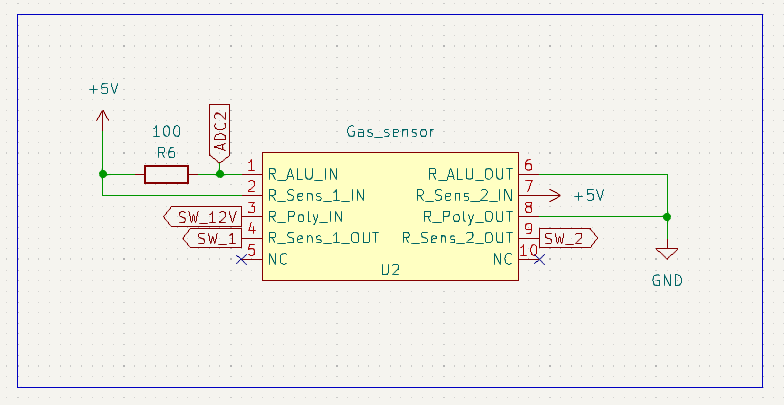 +5V
100
R6
ADC2
Gas_sensor
1 R_ALU_IN R_ALU_OUT 6
2 R_Sens_1_IN R_Sens_2_IN 7 +5V
SW_12V 3 R_Poly_IN R_Poly_OUT 8
SW_1 4 R_Sens_1_OUT R_Sens_2_OUT 9 SW_2
5 NC NC 10
U2
GND